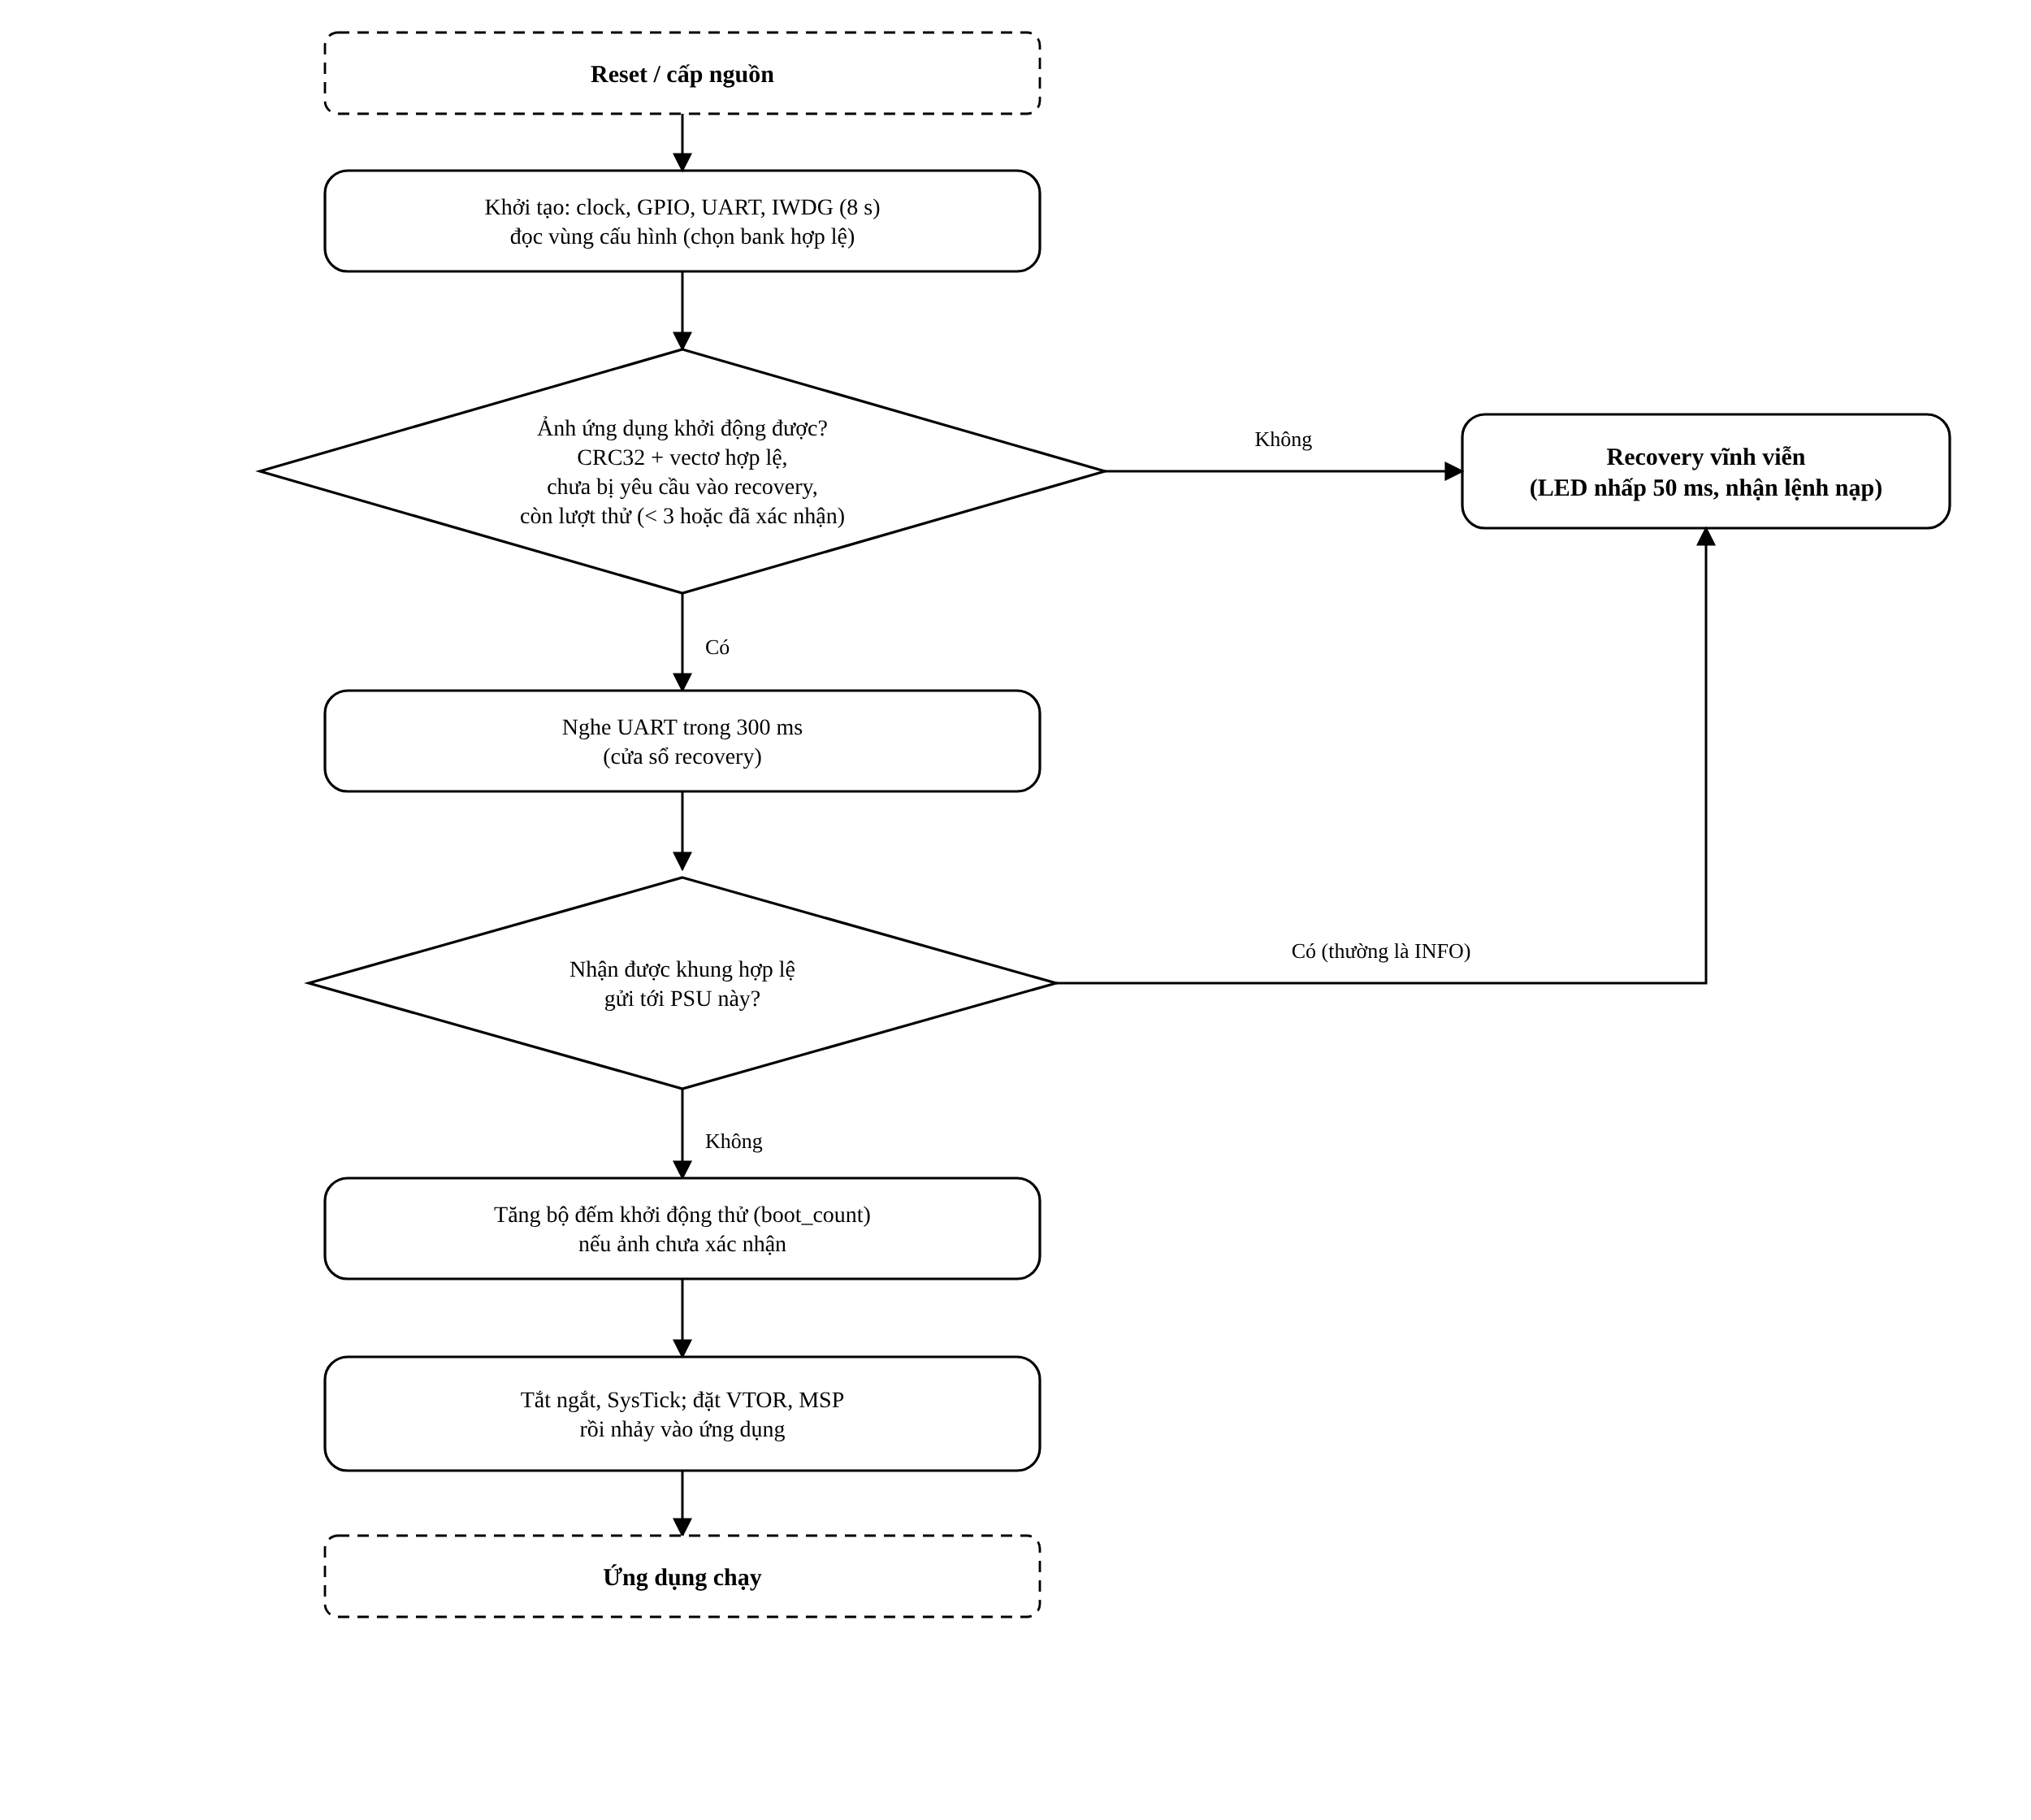 Reset / cấp nguồn
Khởi tạo: clock, GPIO, UART, IWDG (8 s)
đọc vùng cấu hình (chọn bank hợp lệ)
Ảnh ứng dụng khởi động được?
CRC32 + vectơ hợp lệ,
chưa bị yêu cầu vào recovery,
còn lượt thử (< 3 hoặc đã xác nhận)
Không
Recovery vĩnh viễn
(LED nhấp 50 ms, nhận lệnh nạp)
Có
Nghe UART trong 300 ms
(cửa sổ recovery)
Nhận được khung hợp lệ
gửi tới PSU này?
Có (thường là INFO)
Không
Tăng bộ đếm khởi động thử (boot_count)
nếu ảnh chưa xác nhận
Tắt ngắt, SysTick; đặt VTOR, MSP
rồi nhảy vào ứng dụng
Ứng dụng chạy